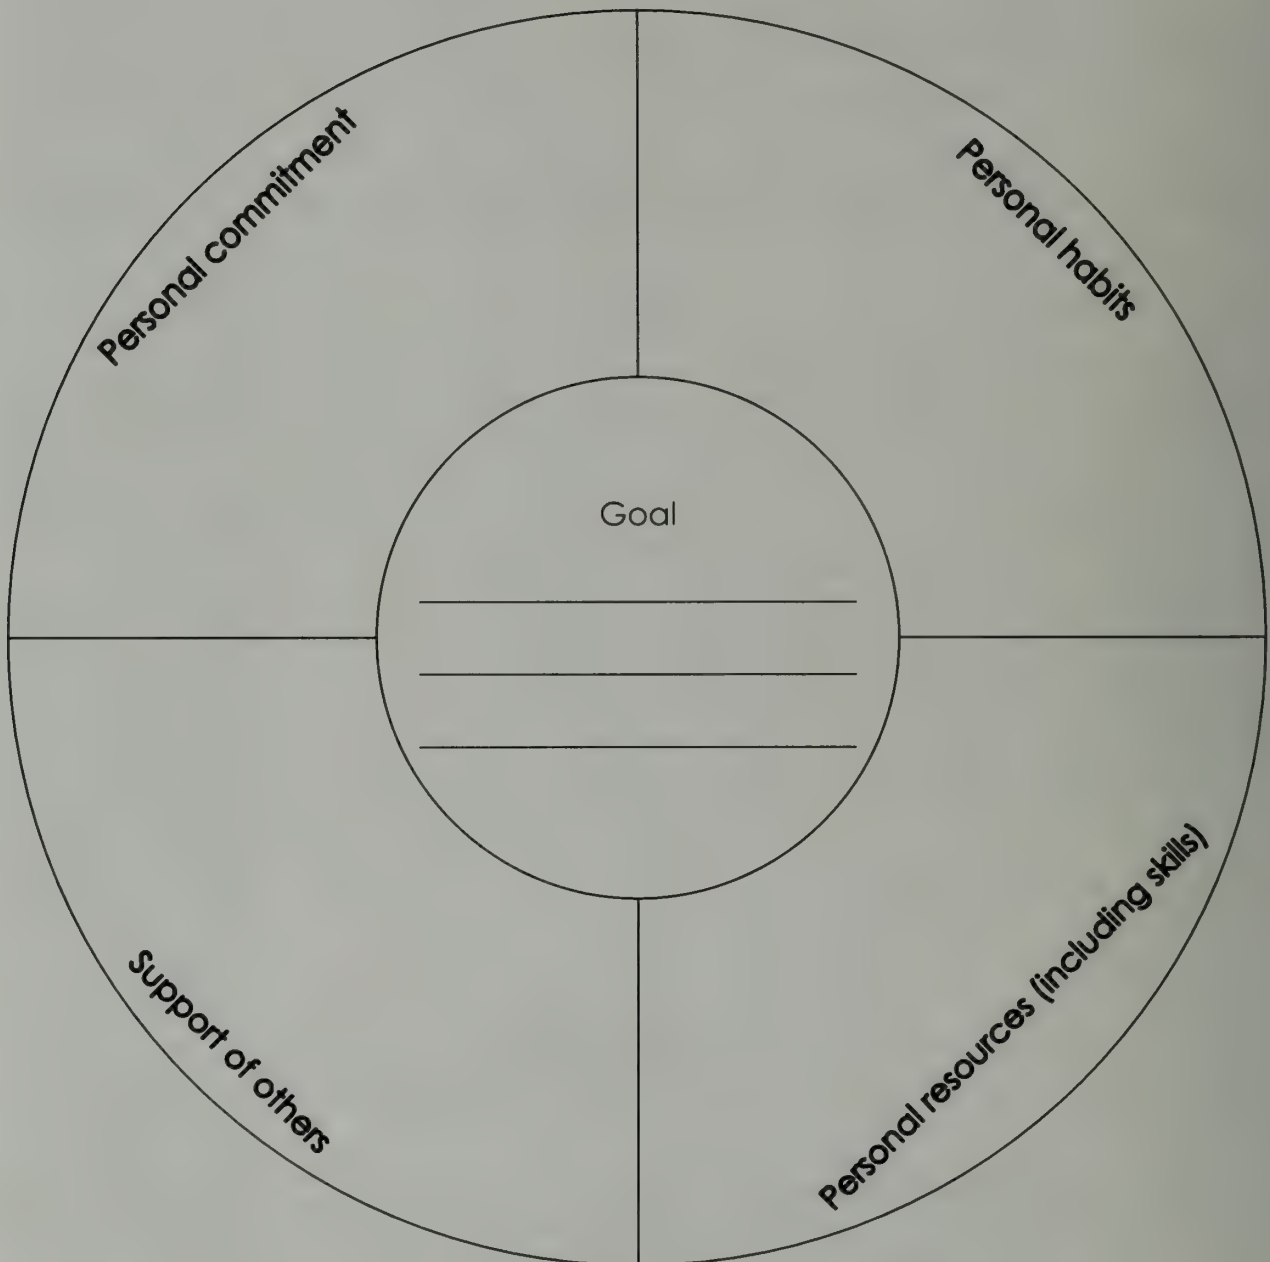 Personal commitment
Personal habits
Goal
Support of others
Personal resources (including skills)